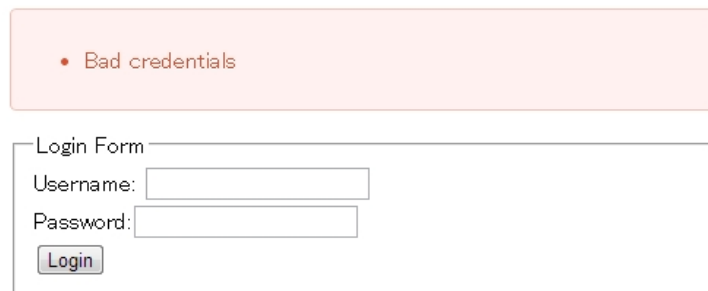 Bad credentials
Login Form
Username:
Password:
Login